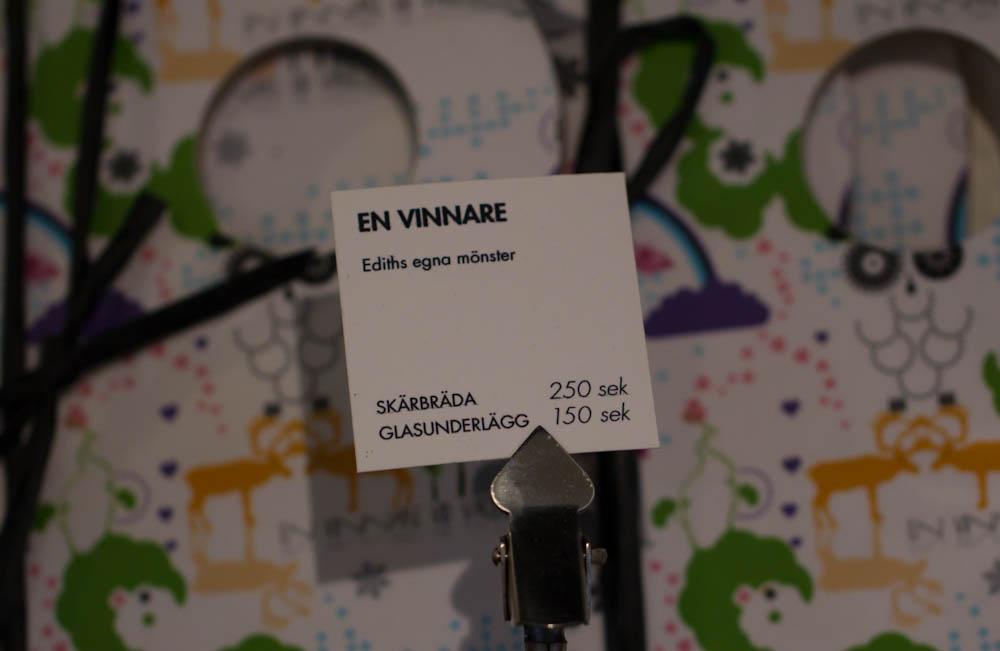 EN VINNARE
Ediths egna mönster
SKÄRBRÄDA 250 sek
GLASUNDERLÄGG 150 sek